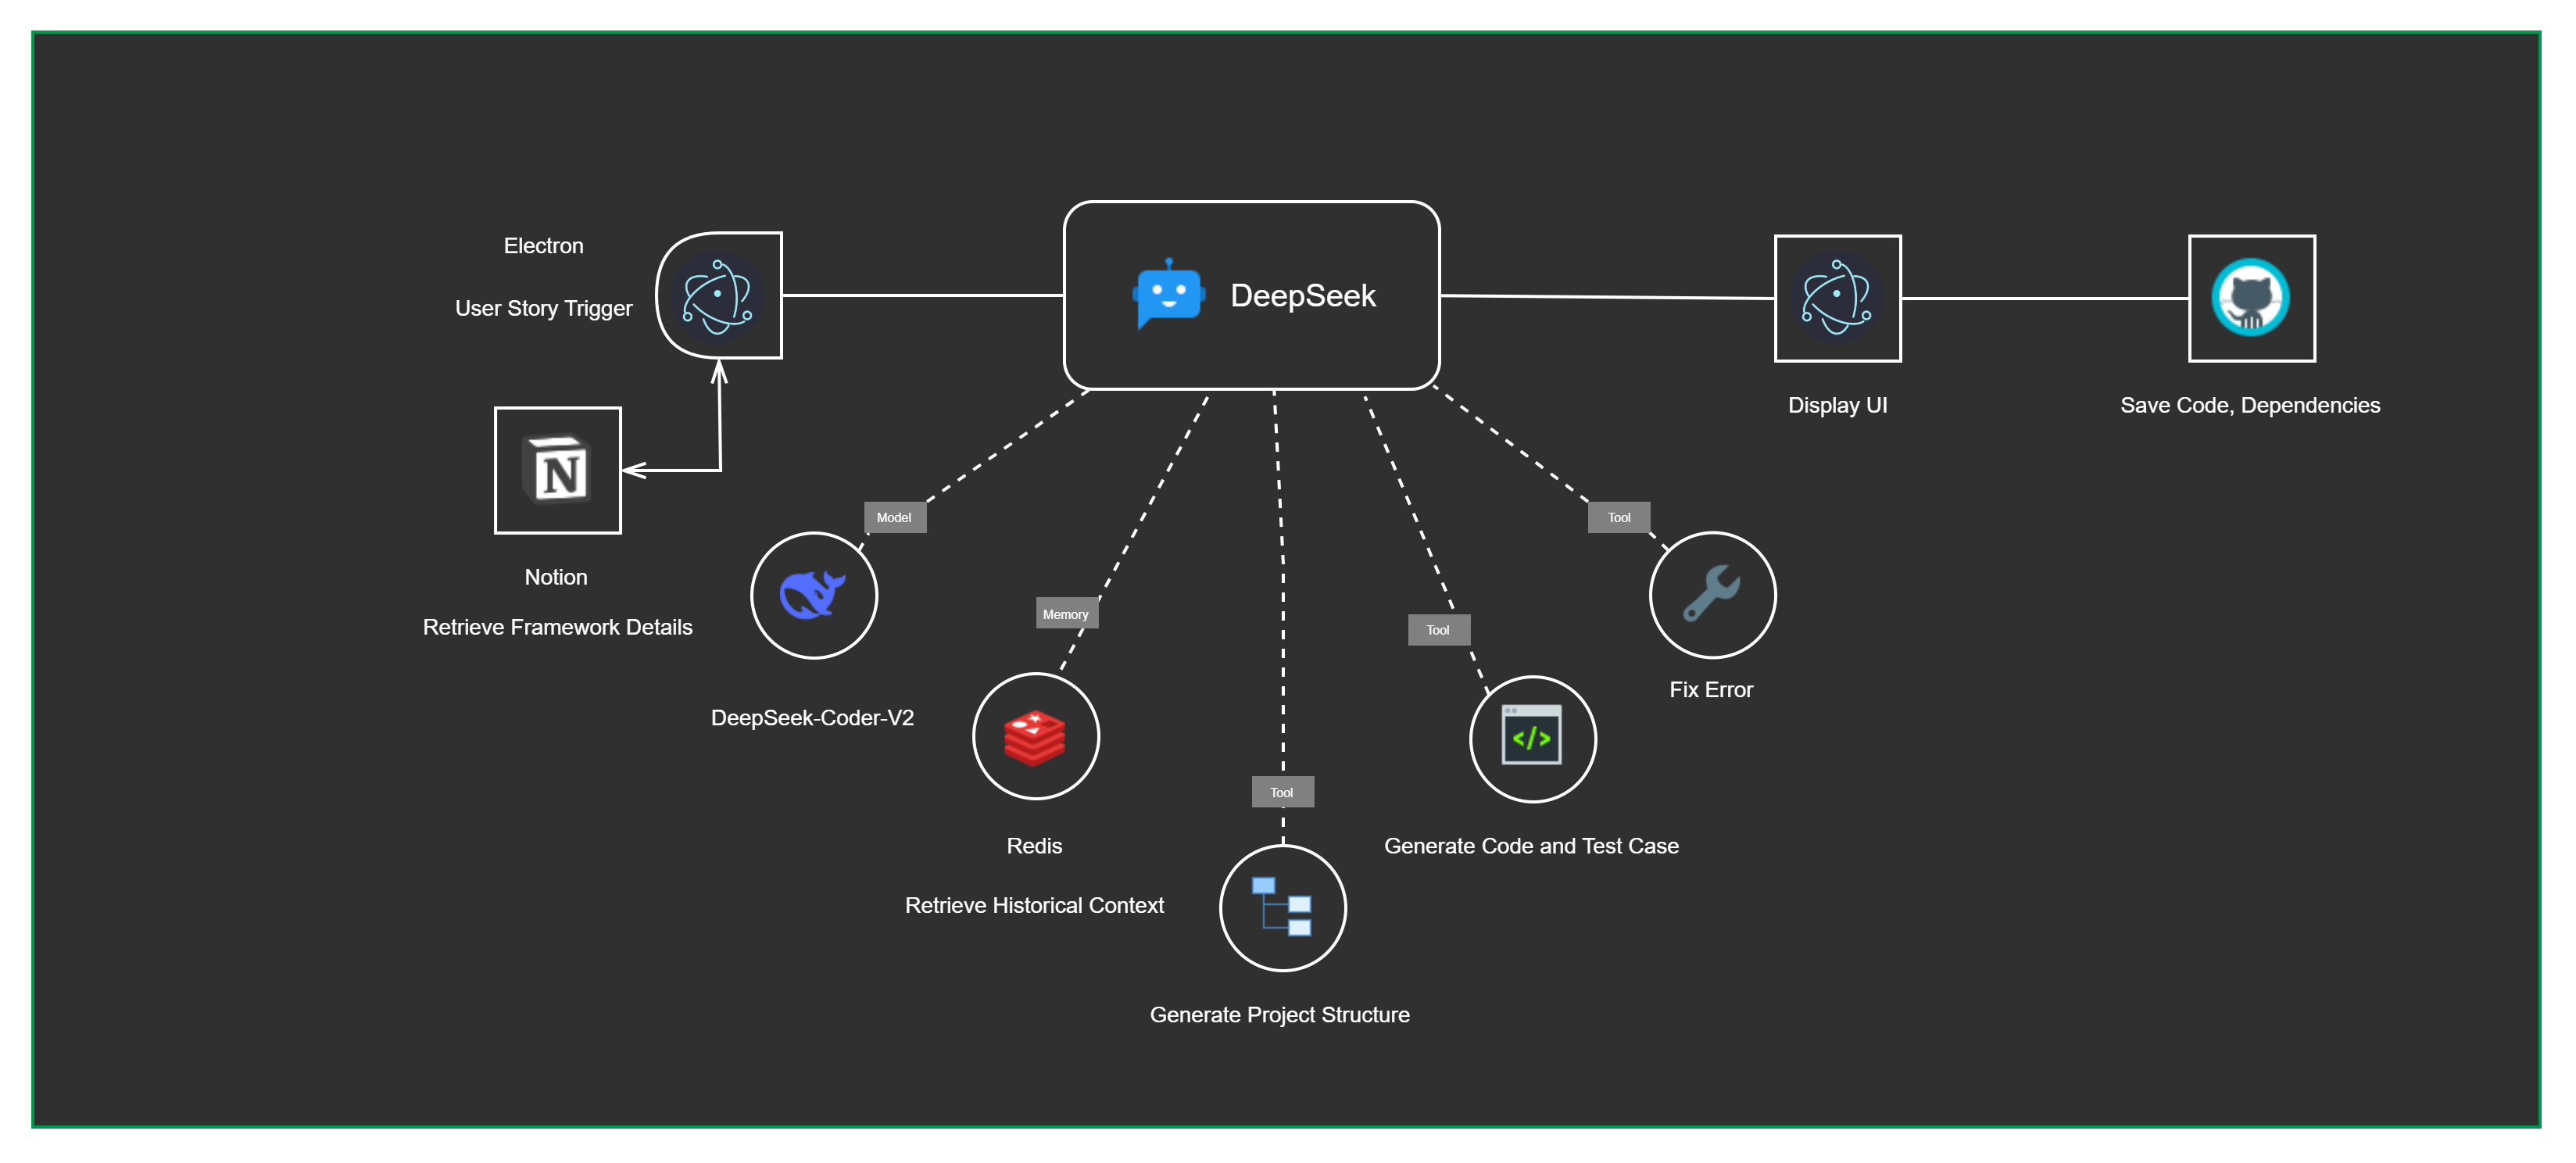 Electron
User Story Trigger
DeepSeek
N
Notion
Retrieve Framework Details
Display UI
Save Code, Dependencies
Model
DeepSeek-Coder-V2
Memory
Redis
Retrieve Historical Context
Tool
Generate Project Structure
Tool
</>
Generate Code and Test Case
Tool
Fix Error